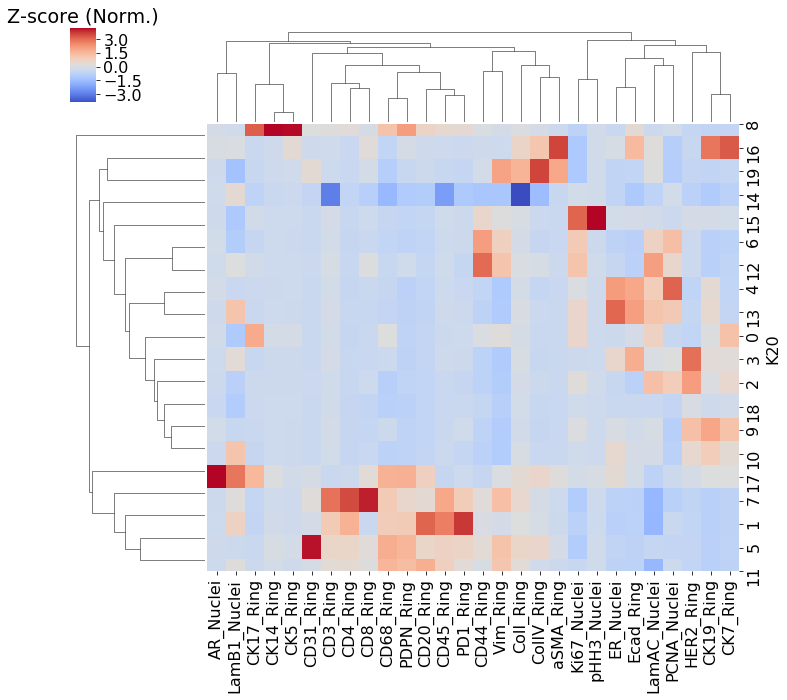 Z-score (Norm.)
3.0
1.5
0.0
−1.5
−3.0
8
16
19
14
15
6
12
4
13
0
3
2
18
9
10
17
7
1
5
11
K20
AR_Nuclei
LamB1_Nuclei
CK17_Ring
CK14_Ring
CK5_Ring
CD31_Ring
CD3_Ring
CD4_Ring
CD8_Ring
CD68_Ring
PDPN_Ring
CD20_Ring
CD45_Ring
PD1_Ring
CD44_Ring
Vim_Ring
ColI_Ring
ColIV_Ring
aSMA_Ring
Ki67_Nuclei
pHH3_Nuclei
ER_Nuclei
Ecad_Ring
LamAC_Nuclei
PCNA_Nuclei
HER2_Ring
CK19_Ring
CK7_Ring